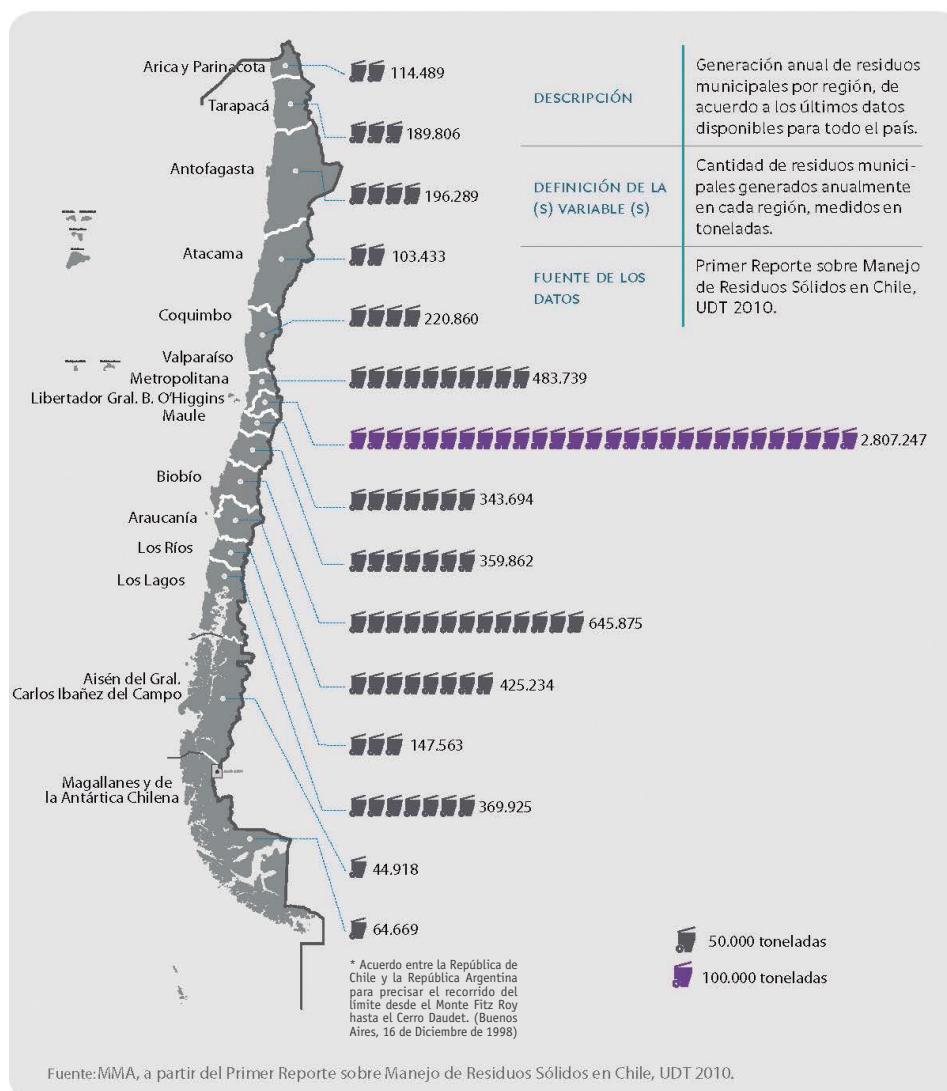 Arica y Parinacota
114.489
Tarapacá
189.806
Antofagasta
196.289
Atacama
103.433
Coquimbo
220.860
Valparaíso
Metropolitana
483.739
Libertador Gral. B. O'Higgins
Maule
2.807.247
343.694
Biobío
359.862
Araucanía
Los Ríos
645.875
Los Lagos
425.234
Aisén del Gral.
Carlos Ibañez del Campo
147.563
Magallanes y de
la Antártica Chilena
369.925
44.918
64.669
DESCRIPCIÓN
Generación anual de residuos
municipales por región, de
acuerdo a los últimos datos
disponibles para todo el país.
DEFINICIÓN DE LA
(S) VARIABLE (S)
Cantidad de residuos munici-
pales generados anualmente
en cada región, medidos en
toneladas.
FUENTE DE LOS
DATOS
Primer Reporte sobre Manejo
de Residuos Sólidos en Chile,
UDT 2010.
50.000 toneladas
100.000 toneladas
* Acuerdo entre la República de
Chile y la República Argentina
para precisar el recorrido del
límite desde el Monte Fitz Roy
hasta el Cerro Daudet. (Buenos
Aires, 16 de Diciembre de 1998)
Fuente: MMA, a partir del Primer Reporte sobre Manejo de Residuos Sólidos en Chile, UDT 2010.